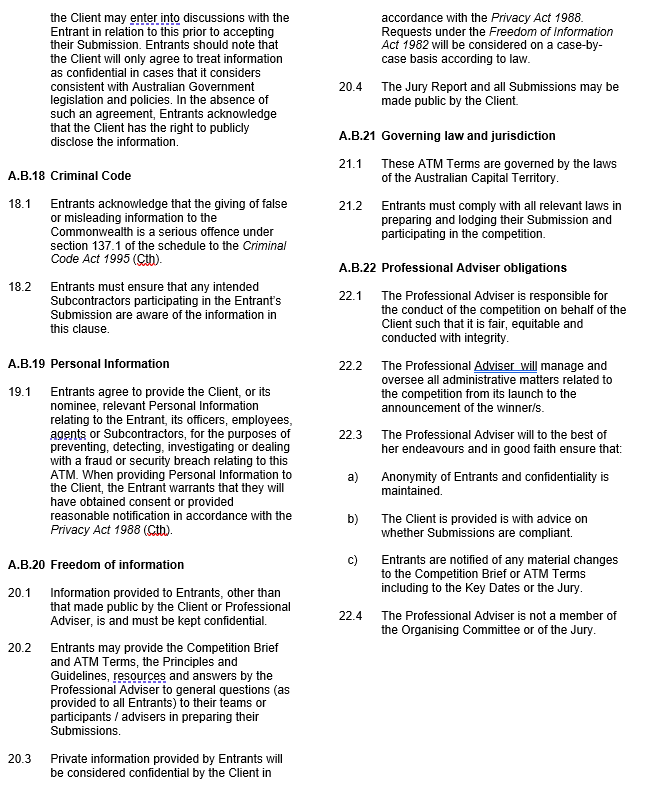 the Client may enter into discussions with the
Entrant in relation to this prior to accepting
their Submission. Entrants should note that
the Client will only agree to treat information
as confidential in cases that it considers
consistent with Australian Government
legislation and policies. In the absence of
such an agreement, Entrants acknowledge
that the Client has the right to publicly
disclose the information.
A.B.18 Criminal Code
18.1 Entrants acknowledge that the giving of false
or misleading information to the
Commonwealth is a serious offence under
section 137.1 of the schedule to the Criminal
Code Act 1995 (Cth).
18.2 Entrants must ensure that any intended
Subcontractors participating in the Entrant's
Submission are aware of the information in
this clause.
A.B.19 Personal Information
19.1 Entrants agree to provide the Client, or its
nominee, relevant Personal Information
relating to the Entrant, its officers, employees,
agents or Subcontractors, for the purposes of
preventing, detecting, investigating or dealing
with a fraud or security breach relating to this
ATM. When providing Personal Information to
the Client, the Entrant warrants that they will
have obtained consent or provided
reasonable notification in accordance with the
Privacy Act 1988 (Cth).
A.B.20 Freedom of information
20.1 Information provided to Entrants, other than
that made public by the Client or Professional
Adviser, is and must be kept confidential.
20.2 Entrants may provide the Competition Brief
and ATM Terms, the Principles and
Guidelines, resources and answers by the
Professional Adviser to general questions (as
provided to all Entrants) to their teams or
participants / advisers in preparing their
Submissions.
20.3 Private information provided by Entrants will
be considered confidential by the Client in
accordance with the Privacy Act 1988.
Requests under the Freedom of Information
Act 1982 will be considered on a case-by-
case basis according to law.
20.4 The Jury Report and all Submissions may be
made public by the Client.
A.B.21 Governing law and jurisdiction
21.1 These ATM Terms are governed by the laws
of the Australian Capital Territory.
21.2 Entrants must comply with all relevant laws in
preparing and lodging their Submission and
participating in the competition.
A.B.22 Professional Adviser obligations
22.1 The Professional Adviser is responsible for
the conduct of the competition on behalf of the
Client such that it is fair, equitable and
conducted with integrity.
22.2 The Professional Adviser will manage and
oversee all administrative matters related to
the competition from its launch to the
announcement of the winner/s.
22.3 The Professional Adviser will to the best of
her endeavours and in good faith ensure that:
a) Anonymity of Entrants and confidentiality is
maintained.
b) The Client is provided is with advice on
whether Submissions are compliant.
c) Entrants are notified of any material changes
to the Competition Brief or ATM Terms
including to the Key Dates or the Jury.
22.4 The Professional Adviser is not a member of
the Organising Committee or of the Jury.